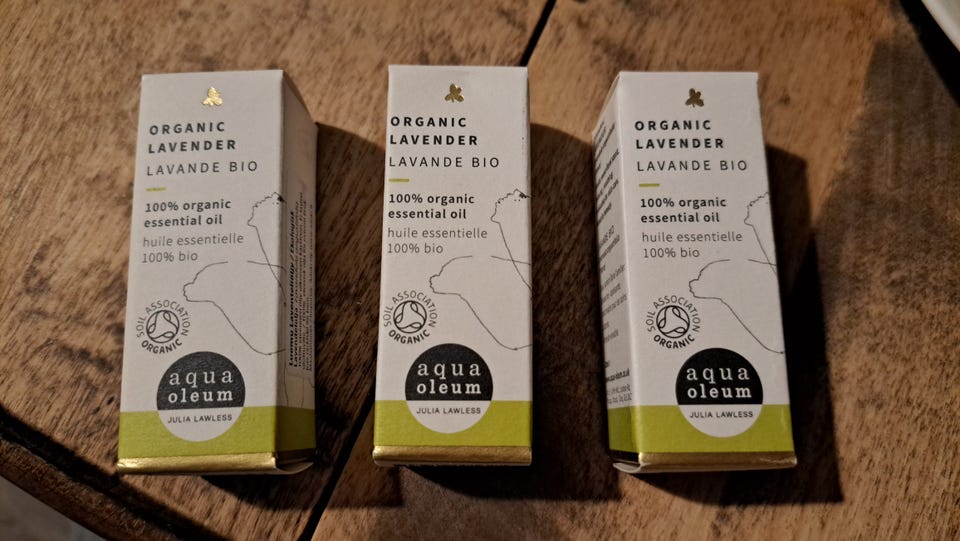 ORGANIC
LAVENDER
LAVANDE BIO
100% organic
essential oil
huile essentielle
100% bio
SOIL ASSOCIATION
ORGANIC
aqua
oleum
JULIA LAWLESS
ORGANIC
LAVENDER
LAVANDE BIO
100% organic
essential oil
huile essentielle
100% bio
SOIL ASSOCIATION
ORGANIC
aqua
oleum
JULIA LAWLESS
ORGANIC
LAVENDER
LAVANDE BIO
100% organic
essential oil
huile essentielle
100% bio
SOIL ASSOCIATION
ORGANIC
aqua
oleum
JULIA LAWLESS